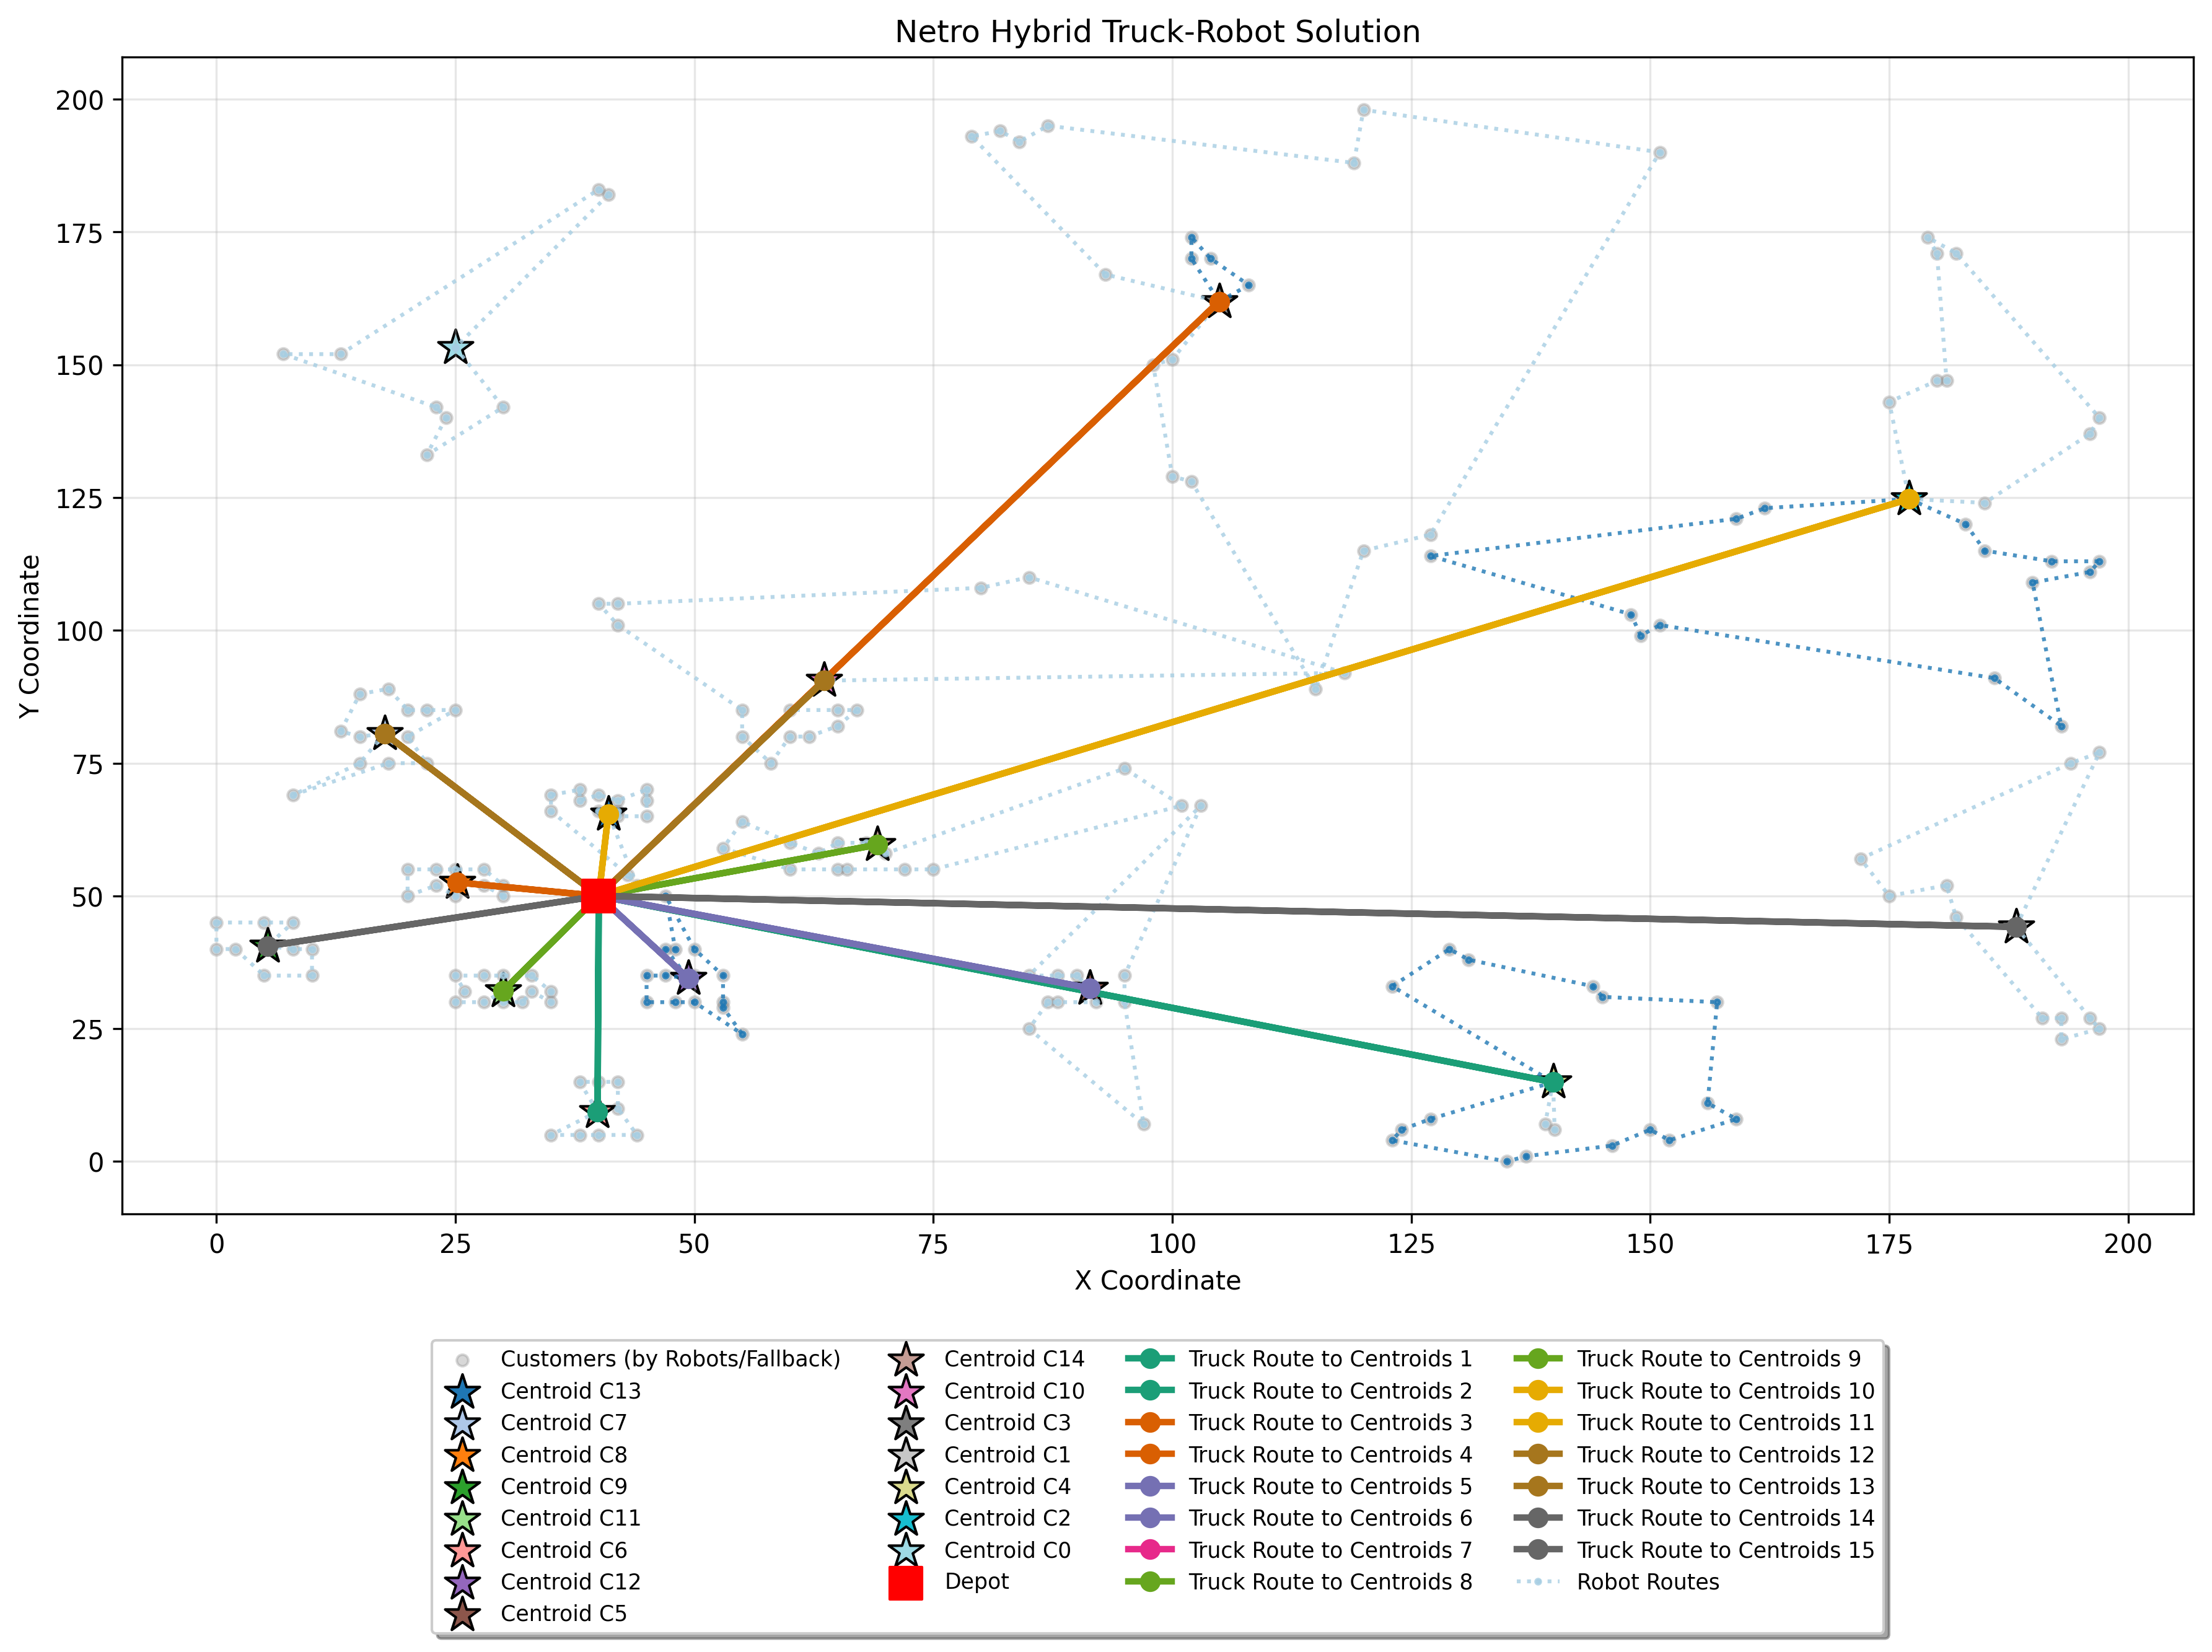 Netro Hybrid Truck-Robot Solution
200
175
150
125
100
75
50
25
0
Y Coordinate
0 25 50 75 100 125 150 175 200
X Coordinate
Customers (by Robots/Fallback)
Centroid C13
Centroid C7
Centroid C8
Centroid C9
Centroid C11
Centroid C6
Centroid C12
Centroid C5
Centroid C14
Centroid C10
Centroid C3
Centroid C1
Centroid C4
Centroid C2
Centroid C0
Depot
Truck Route to Centroids 1
Truck Route to Centroids 2
Truck Route to Centroids 3
Truck Route to Centroids 4
Truck Route to Centroids 5
Truck Route to Centroids 6
Truck Route to Centroids 7
Truck Route to Centroids 8
Truck Route to Centroids 9
Truck Route to Centroids 10
Truck Route to Centroids 11
Truck Route to Centroids 12
Truck Route to Centroids 13
Truck Route to Centroids 14
Truck Route to Centroids 15
Robot Routes